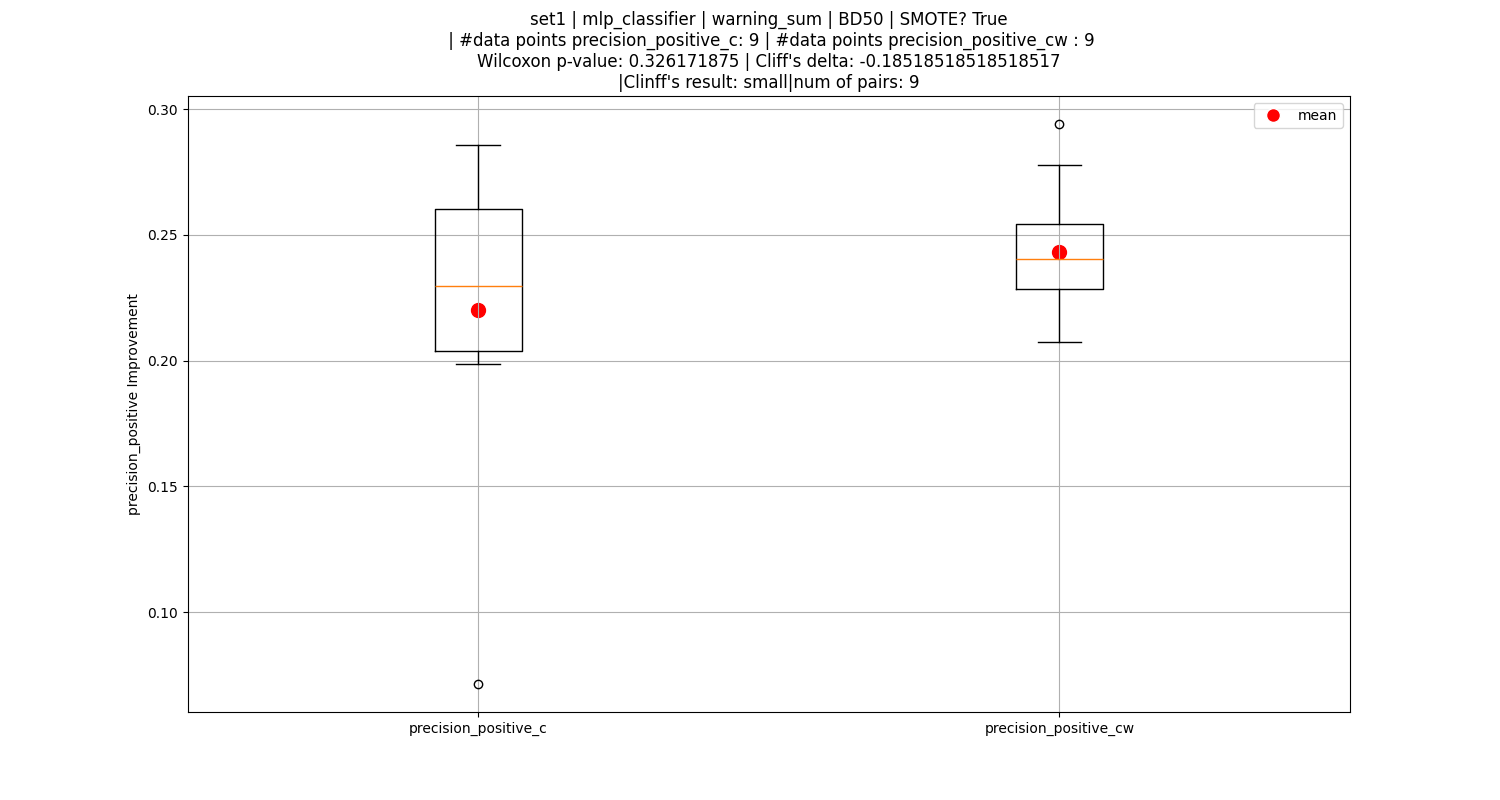 set1 | mlp_classifier | warning_sum | BD50 | SMOTE? True
| #data points precision_positive_c: 9 | #data points precision_positive_cw : 9
Wilcoxon p-value: 0.326171875 | Cliff's delta: -0.18518518518518517
|Clinff's result: small|num of pairs: 9
mean
0.30
0.25
0.20
0.15
0.10
precision_positive Improvement
precision_positive_c
precision_positive_cw